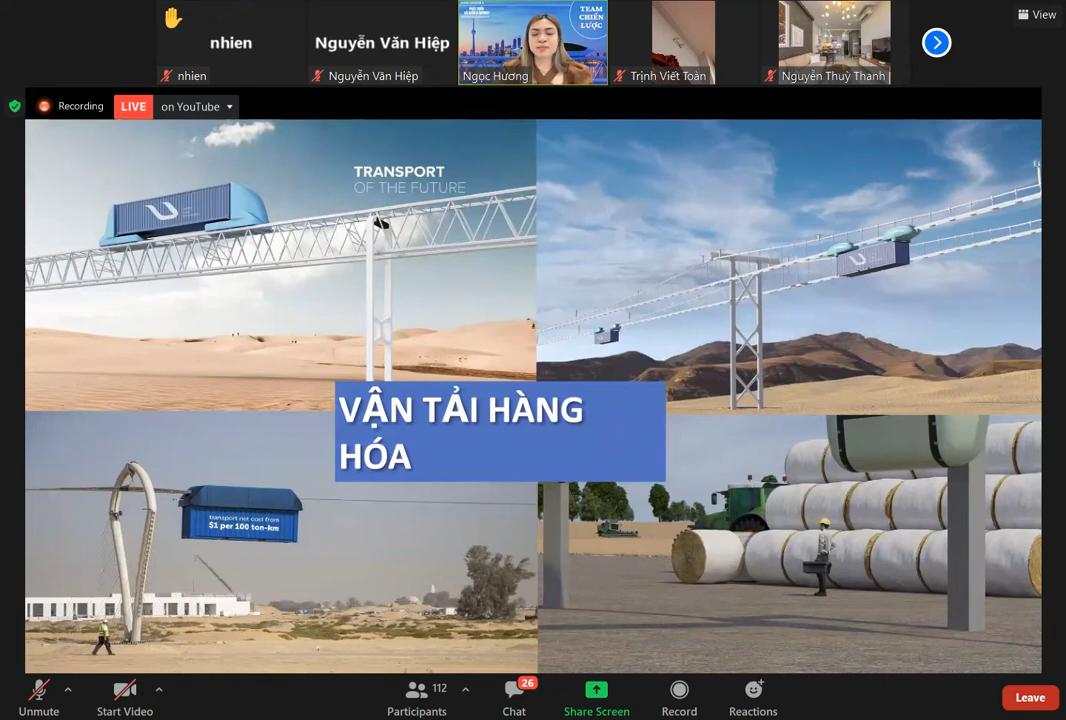 nhien
Nguyễn Văn Hiệp
TEAM
CHIẾN
LƯỢC
nhien
Nguyễn Văn Hiệp
Ngọc Hương
Trịnh Viết Toàn
Nguyễn Thuỳ Thanh
View
Recording
LIVE
on YouTube
TRANSPORT
OF THE FUTURE
VẬN TẢI HÀNG
HÓA
transport net cost from
$1 per 100 ton-km
Unmute
Start Video
112
Participants
26
Chat
Share Screen
Record
Reactions
Leave